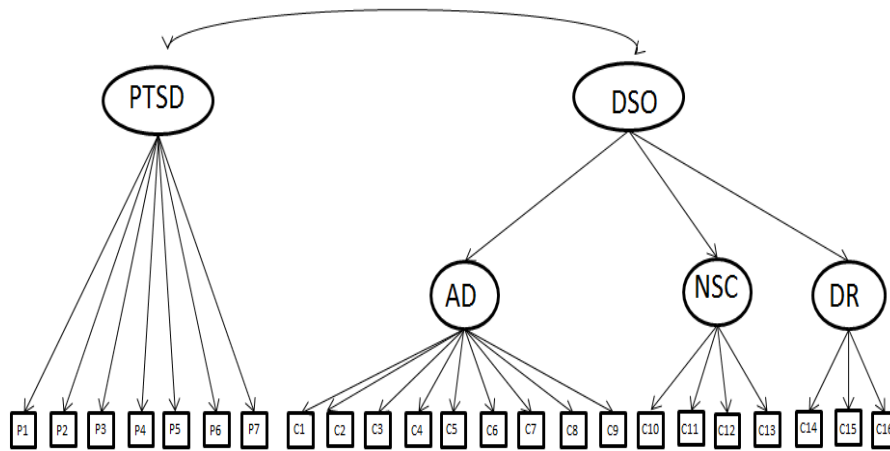 PTSD
DSO
AD
NSC
DR
P1 P2 P3 P4 P5 P6 P7 C1 C2 C3 C4 C5 C6 C7 C8 C9 C10 C11 C12 C13 C14 C15 C16